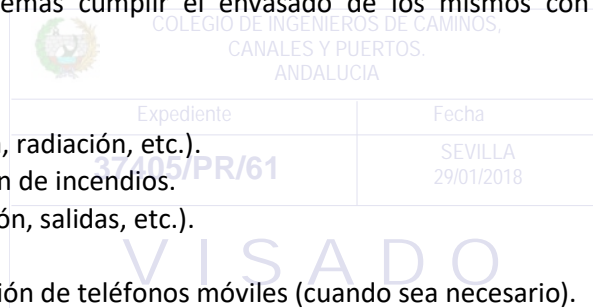 emás cumplir el envasado de los mismos con
COLEGIO DE INGENIEROS DE CAMINOS,
CANALES Y PUERTOS.
ANDALUCIA
Expediente
Fecha
, radiación, etc.).
37405/PR/61
SEVILLA
29/01/2018
n de incendios.
ón, salidas, etc.).
VISADO
ión de teléfonos móviles (cuando sea necesario).